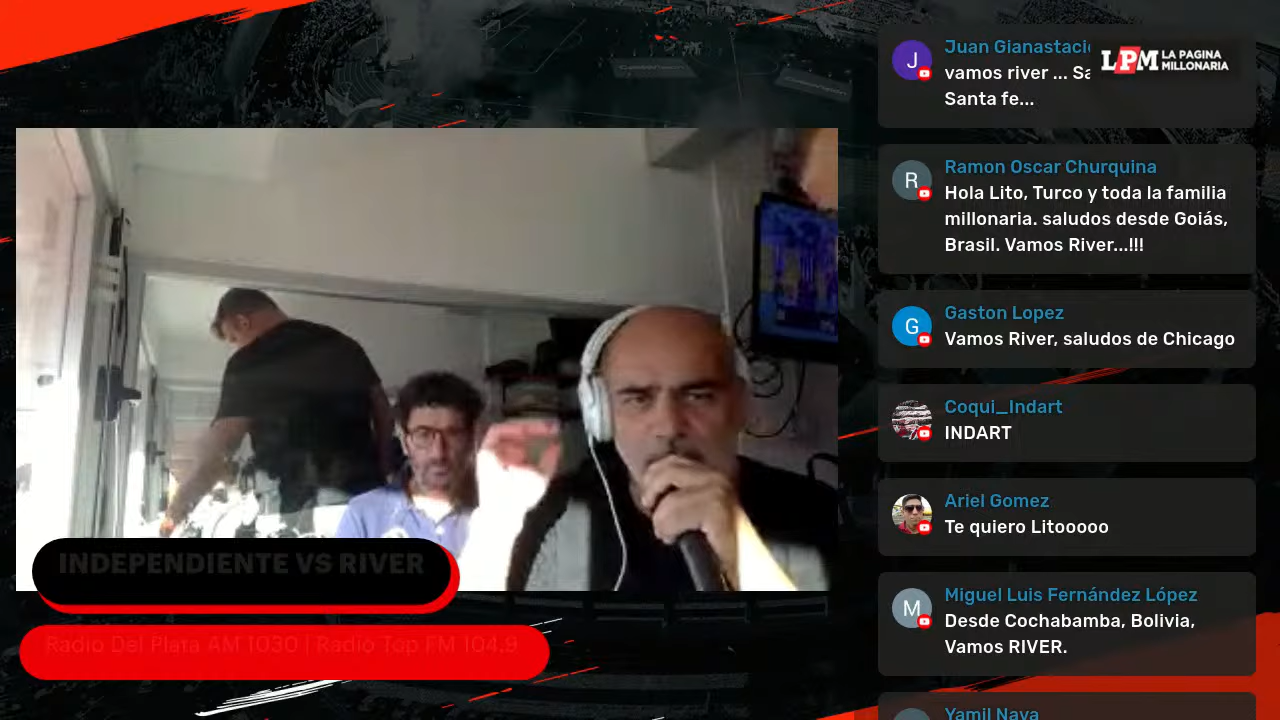 INDEPENDIENTE VS RIVER
Radio Del Plata AM 1030 | Radio Top FM 104.9
LPM LA PAGINA
MILLONARIA
J
Juan
vamos river ...
Santa fe...
R
Ramon Oscar Churquina
Hola Lito, Turco y toda la familia
millonaria. saludos desde Goiás,
Brasil. Vamos River...!!!
G
Gaston Lopez
Vamos River, saludos de Chicago
Coqui_Indart
INDART
Ariel Gomez
Te quiero Litooooo
M
Miguel Luis Fernández López
Desde Cochabamba, Bolivia,
Vamos RIVER.
Yamil Nava